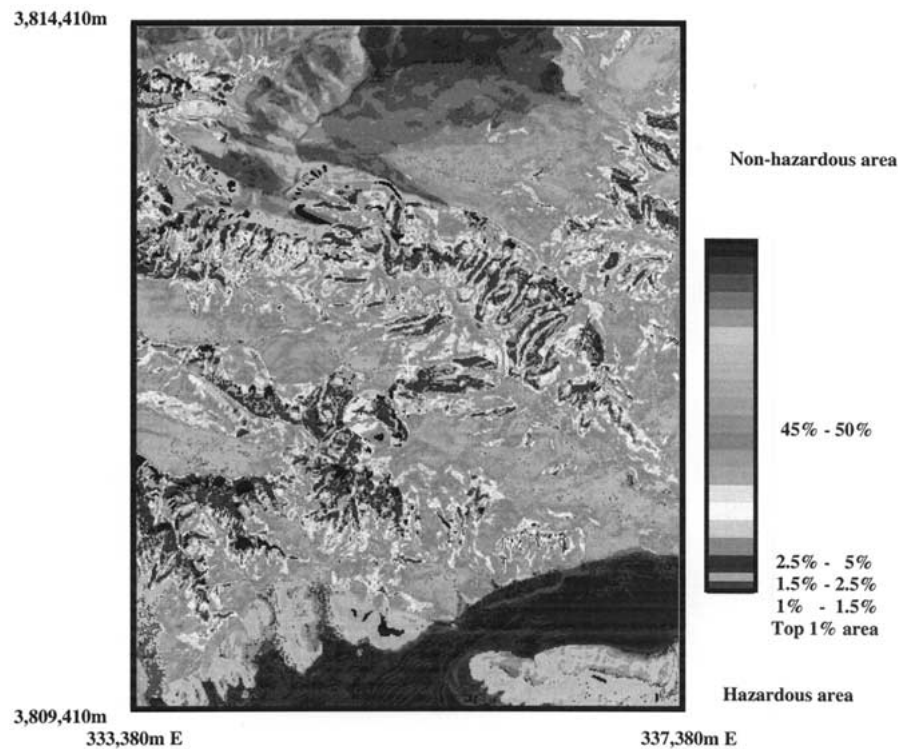 3,814,410m
Non-hazardous area
45% - 50%
2.5% - 5%
1.5% - 2.5%
1% - 1.5%
Top 1% area
Hazardous area
3,809,410m
333,380m E
337,380m E